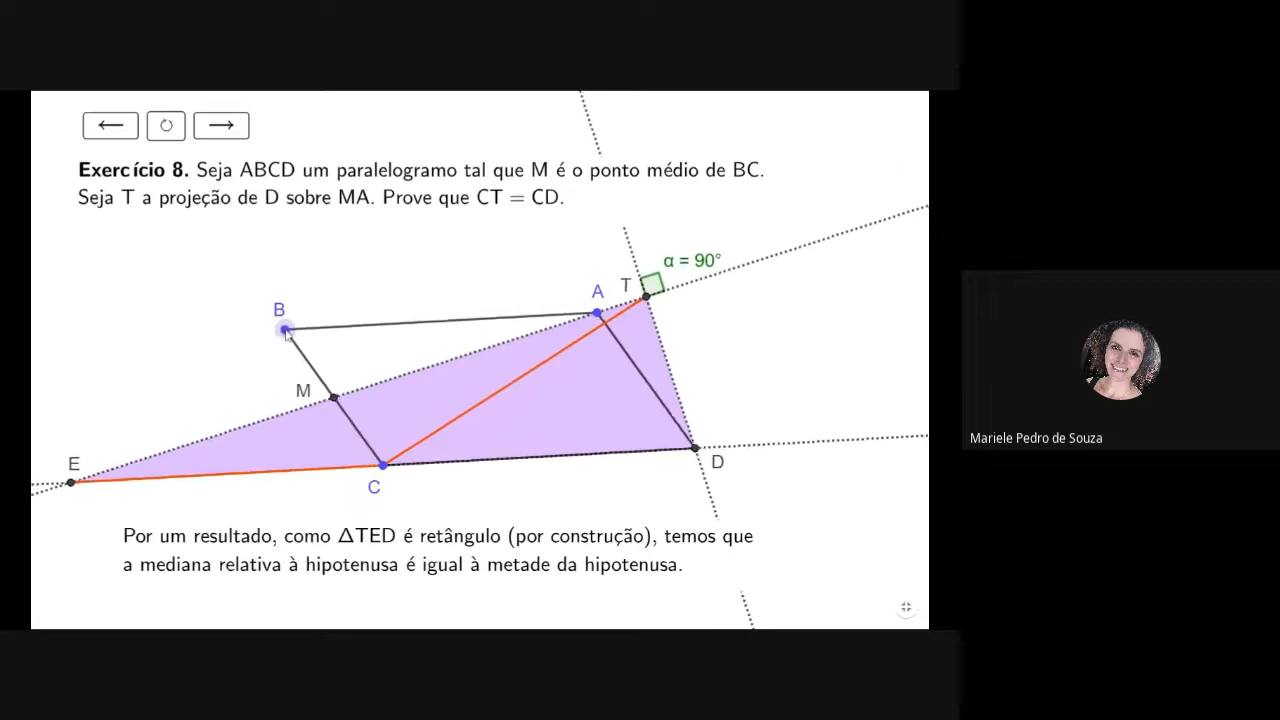 Exercício 8. Seja ABCD um paralelogramo tal que M é o ponto médio de BC.
Seja T a projeção de D sobre MA. Prove que CT = CD.
α = 90°
T
A
B
M
E
D
C
Mariele Pedro de Souza
Por um resultado, como ΔTED é retângulo (por construção), temos que
a mediana relativa à hipotenusa é igual à metade da hipotenusa.